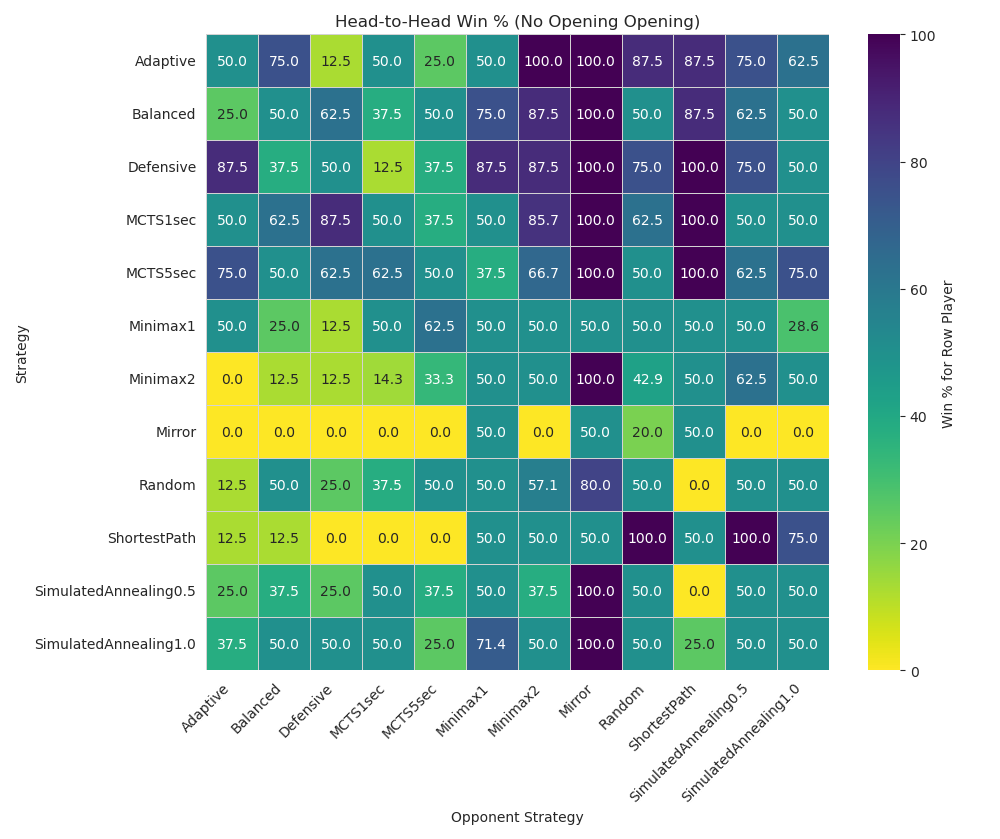 Head-to-Head Win % (No Opening Opening)
Adaptive 50.0 75.0 12.5 50.0 25.0 50.0 100.0 100.0 87.5 87.5 75.0 62.5
Balanced 25.0 50.0 62.5 37.5 50.0 75.0 87.5 100.0 50.0 87.5 62.5 50.0
Defensive 87.5 37.5 50.0 12.5 37.5 87.5 87.5 100.0 75.0 100.0 75.0 50.0
MCTS1sec 50.0 62.5 87.5 50.0 37.5 50.0 85.7 100.0 62.5 100.0 50.0 50.0
MCTS5sec 75.0 50.0 62.5 62.5 50.0 37.5 66.7 100.0 50.0 100.0 62.5 75.0
Minimax1 50.0 25.0 12.5 50.0 62.5 50.0 50.0 50.0 50.0 50.0 50.0 28.6
Minimax2 0.0 12.5 12.5 14.3 33.3 50.0 50.0 100.0 42.9 50.0 62.5 50.0
Mirror 0.0 0.0 0.0 0.0 0.0 50.0 0.0 50.0 20.0 50.0 0.0 0.0
Random 12.5 50.0 25.0 37.5 50.0 50.0 57.1 80.0 50.0 0.0 50.0 50.0
ShortestPath 12.5 12.5 0.0 0.0 0.0 50.0 50.0 50.0 100.0 50.0 100.0 75.0
SimulatedAnnealing0.5 25.0 37.5 25.0 50.0 37.5 50.0 37.5 100.0 50.0 0.0 50.0 50.0
SimulatedAnnealing1.0 37.5 50.0 50.0 50.0 25.0 71.4 50.0 100.0 50.0 25.0 50.0 50.0
Adaptive Balanced Defensive MCTS1sec MCTS5sec Minimax1 Minimax2 Mirror Random ShortestPath SimulatedAnnealing0.5 SimulatedAnnealing1.0
Opponent Strategy
Strategy
100
80
60
40
20
0
Win % for Row Player